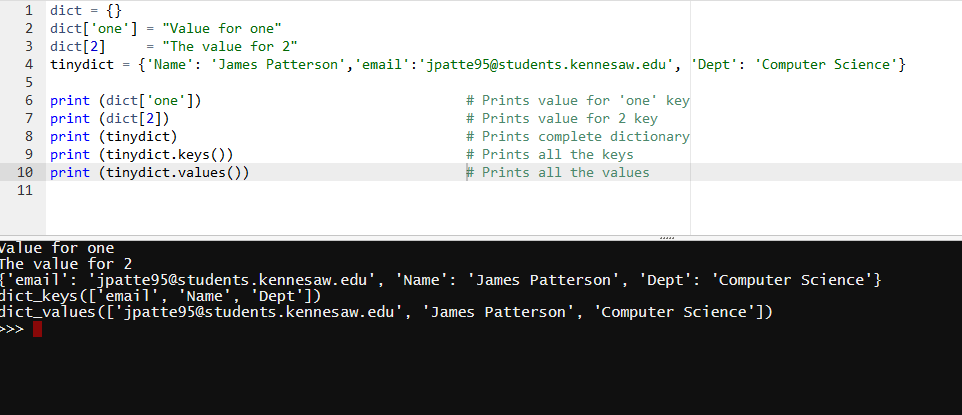 1 dict = {}
2 dict['one'] = "Value for one"
3 dict[2]     = "The value for 2"
4 tinydict = {'Name': 'James Patterson','email':'jpatte95@students.kennesaw.edu', 'Dept': 'Computer Science'}
5
6 print (dict['one'])                                 # Prints value for 'one' key
7 print (dict[2])                                     # Prints value for 2 key
8 print (tinydict)                                    # Prints complete dictionary
9 print (tinydict.keys())                             # Prints all the keys
10 print (tinydict.values())                           # Prints all the values
11
Value for one
The value for 2
{'email': 'jpatte95@students.kennesaw.edu', 'Name': 'James Patterson', 'Dept': 'Computer Science'}
dict_keys(['email', 'Name', 'Dept'])
dict_values(['jpatte95@students.kennesaw.edu', 'James Patterson', 'Computer Science'])
>>>